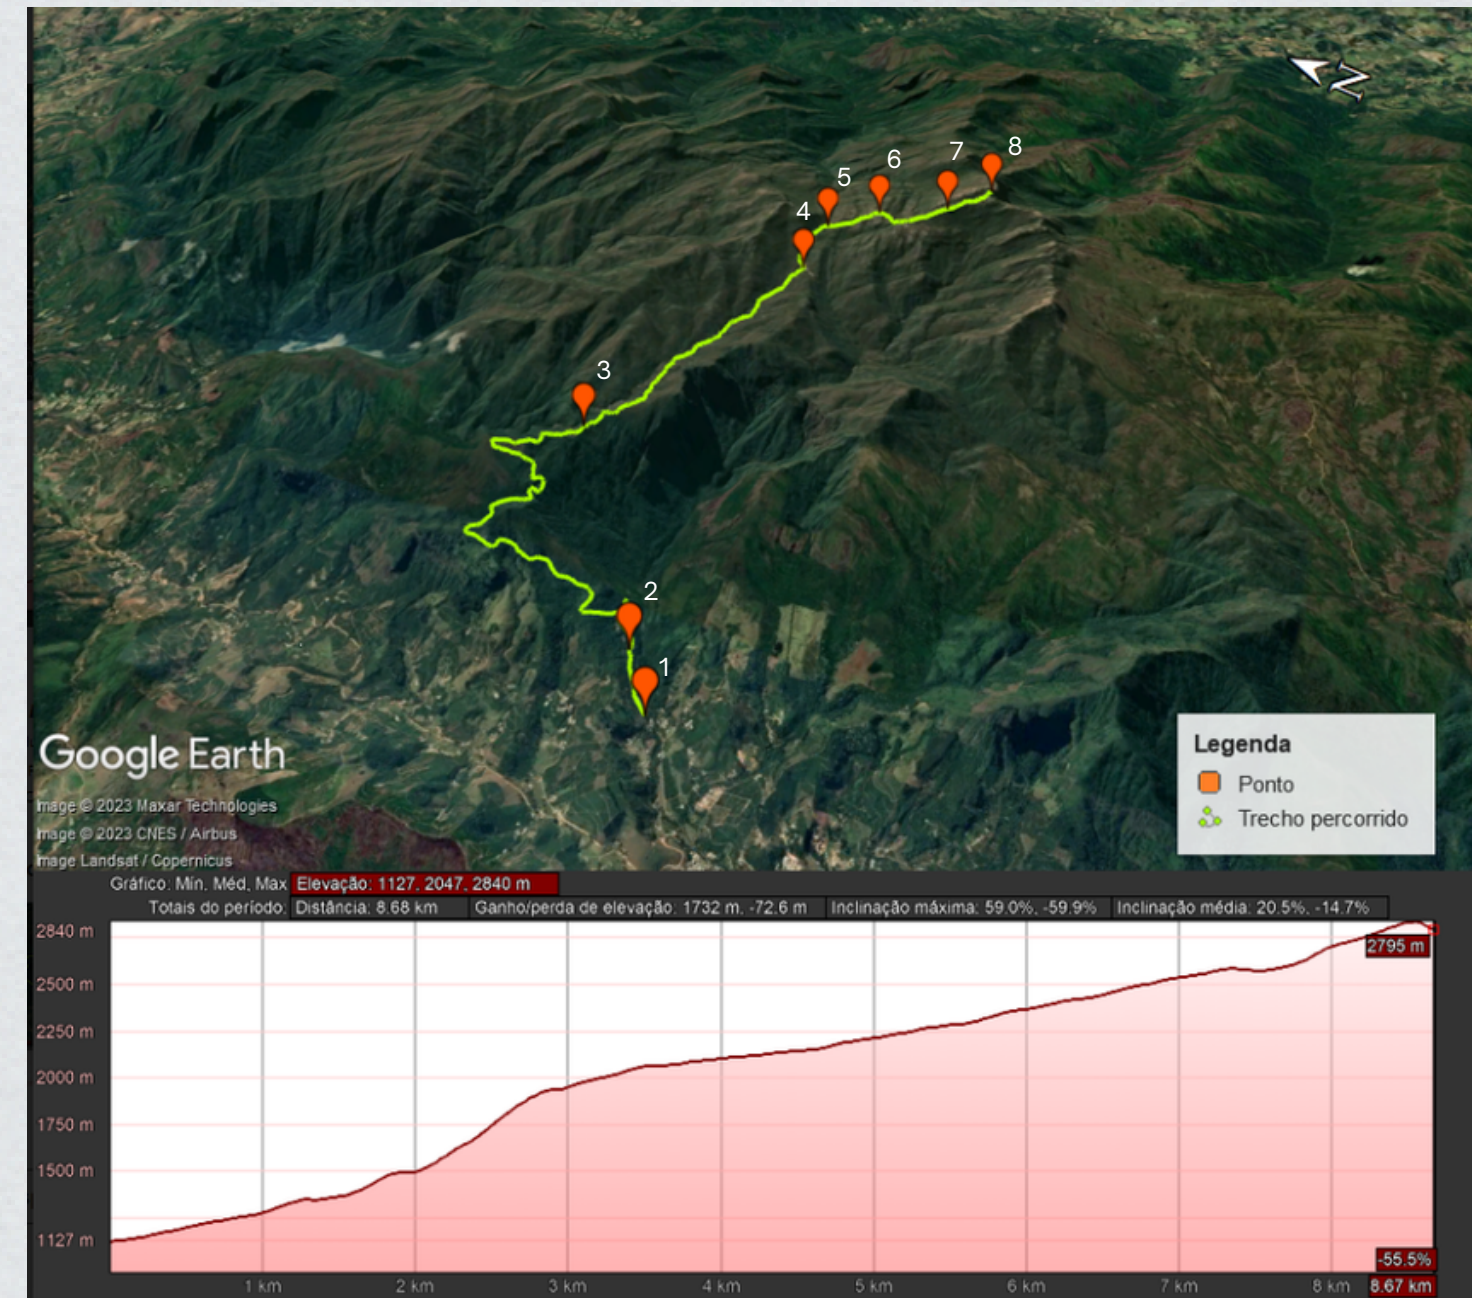 N
8
7
6
5
4
3
2
1
Google Earth
Image © 2023 Maxar Technologies
Image © 2023 CNES / Airbus
Image Landsat / Copernicus
Legenda
Ponto
Trecho percorrido
Gráfico: Mín, Méd, Max Elevação: 1127, 2047, 2840 m
Totais do período: Distância: 8.68 km Ganho/perda de elevação: 1732 m, -72.6 m Inclinação máxima: 59.0%, -59.9% Inclinação média: 20.5%, -14.7%
2840 m
2795 m
2500 m
2250 m
2000 m
1750 m
1500 m
1127 m
-55.5%
1 km 2 km 3 km 4 km 5 km 6 km 7 km 8 km 8.67 km